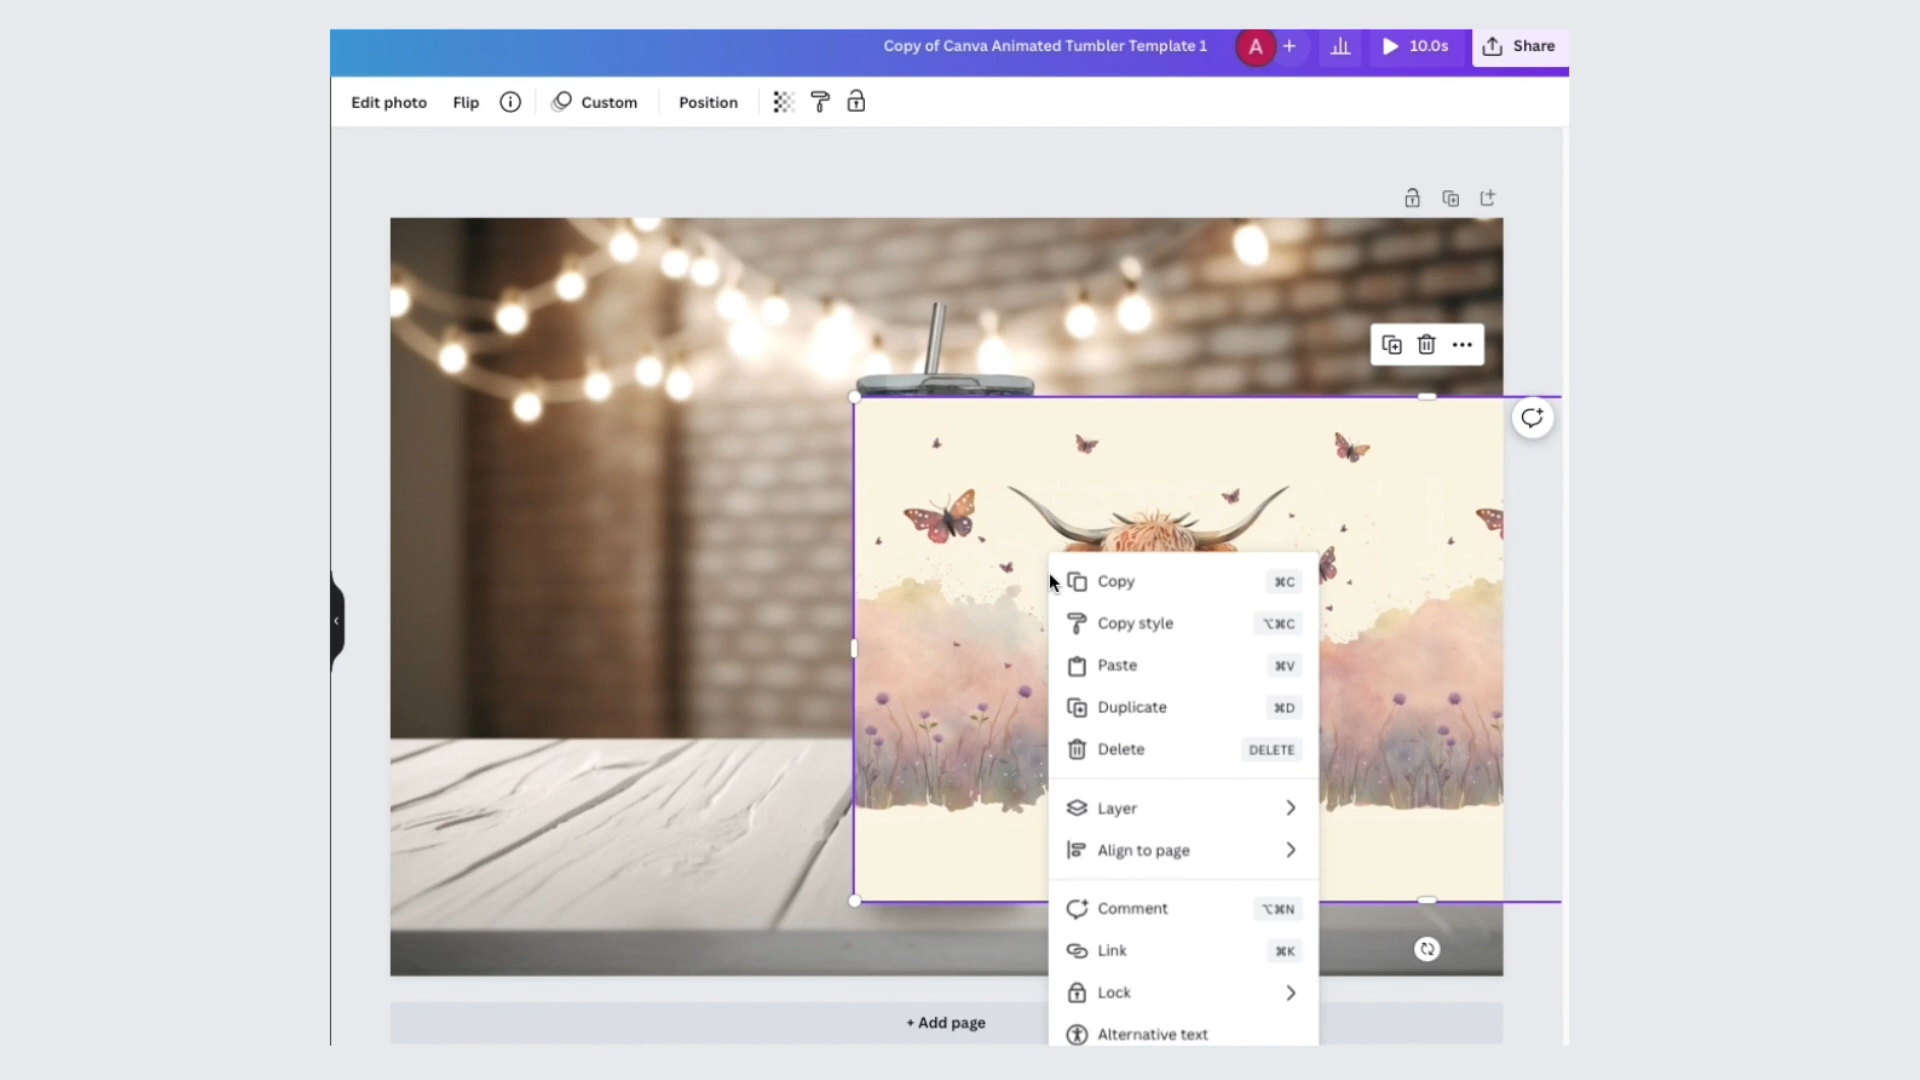 Copy of Canva Animated Tumbler Template 1
A
+
10.0s
Share
Edit photo
Flip
Custom
Position
Copy ⌘C
Copy style ⌥⌘C
Paste ⌘V
Duplicate ⌘D
Delete DELETE
Layer
Align to page
Comment ⌥⌘N
Link ⌘K
Lock
Alternative text
+ Add page